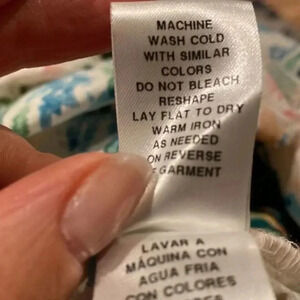 MACHINE
WASH COLD
WITH SIMILAR
COLORS
DO NOT BLEACH
RESHAPE
LAY FLAT TO DRY
WARM IRON
AS NEEDED
ON REVERSE
GARMENT
LAVAR A
MÁQUINA CON
AGUA FRIA
CON COLORES